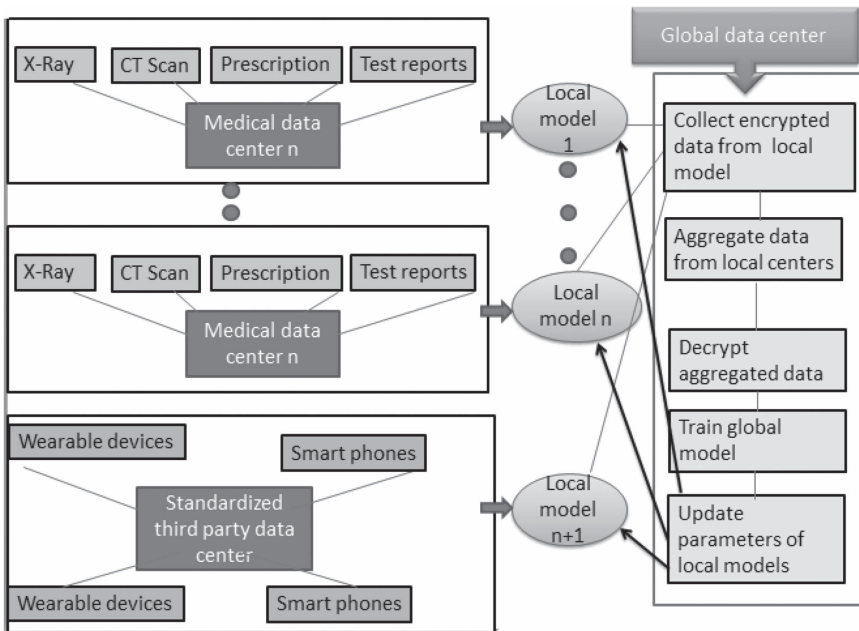 Global data center
X-Ray
CT Scan
Prescription
Test reports
Medical data
center n
Local
model
1
Collect encrypted
data from local
model
Aggregate data
from local centers
X-Ray
CT Scan
Prescription
Test reports
Medical data
center n
Local
model n
Decrypt
aggregated data
Train global
model
Wearable devices
Smart phones
Standardized
third party data
center
Local
model
n+1
Update
parameters of
local models
Wearable devices
Smart phones